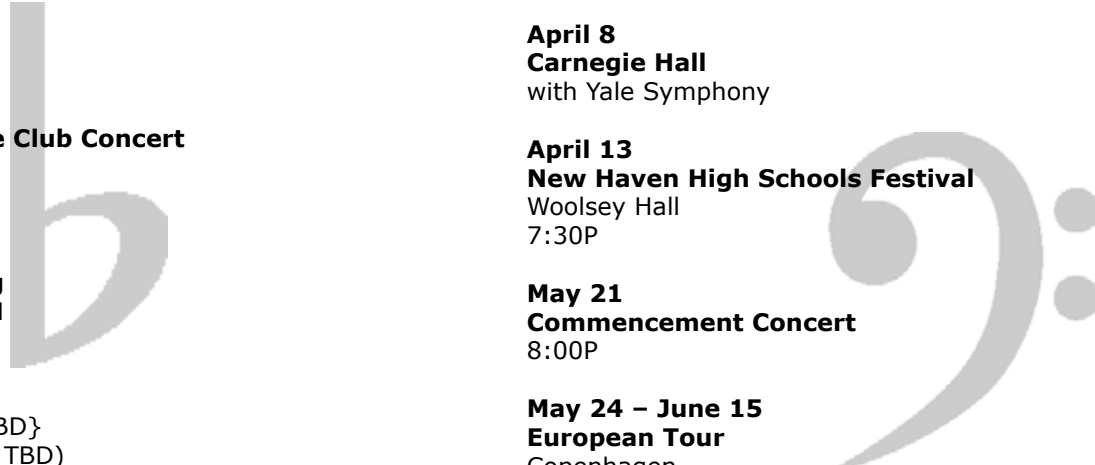 e Club Concert
BD}
TBD)
April 8
Carnegie Hall
with Yale Symphony
April 13
New Haven High Schools Festival
Woolsey Hall
7:30P
May 21
Commencement Concert
8:00P
May 24 – June 15
European Tour
Copenhagen